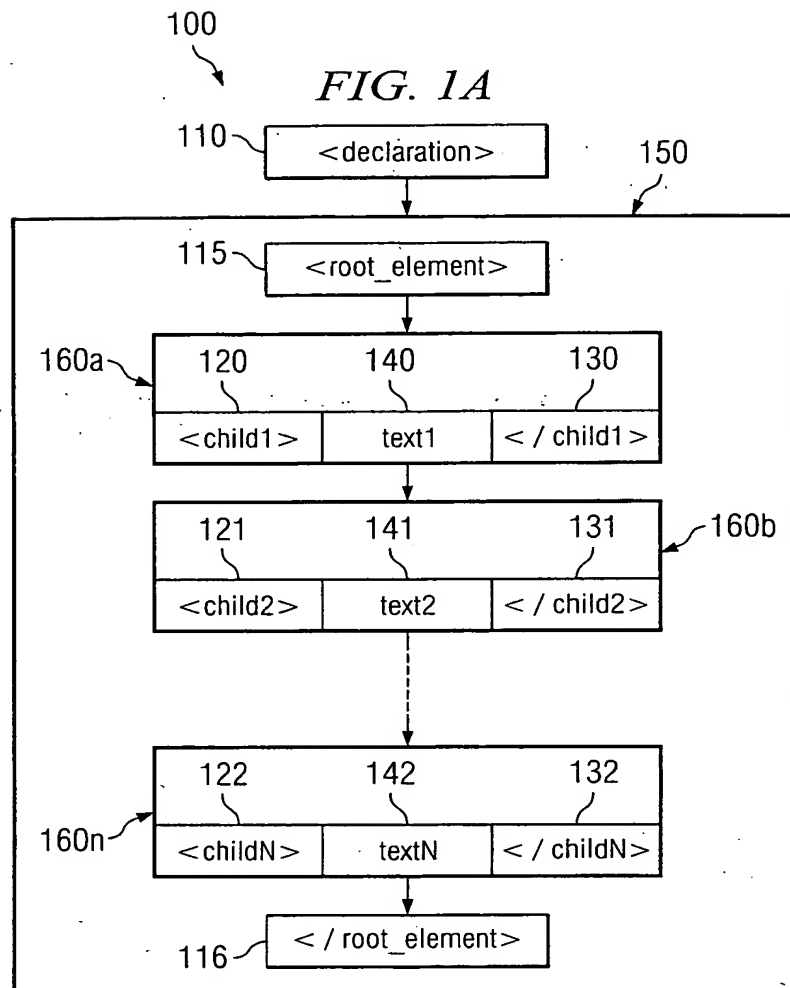 100
FIG. 1A
110
<declaration>
150
115
<root_element>
160a
120 140 130
<child1> text1 </ child1>
121 141 131
160b
<child2> text2 </ child2>
122 142 132
160n
<childN> textN </ childN>
</ root_element>
116